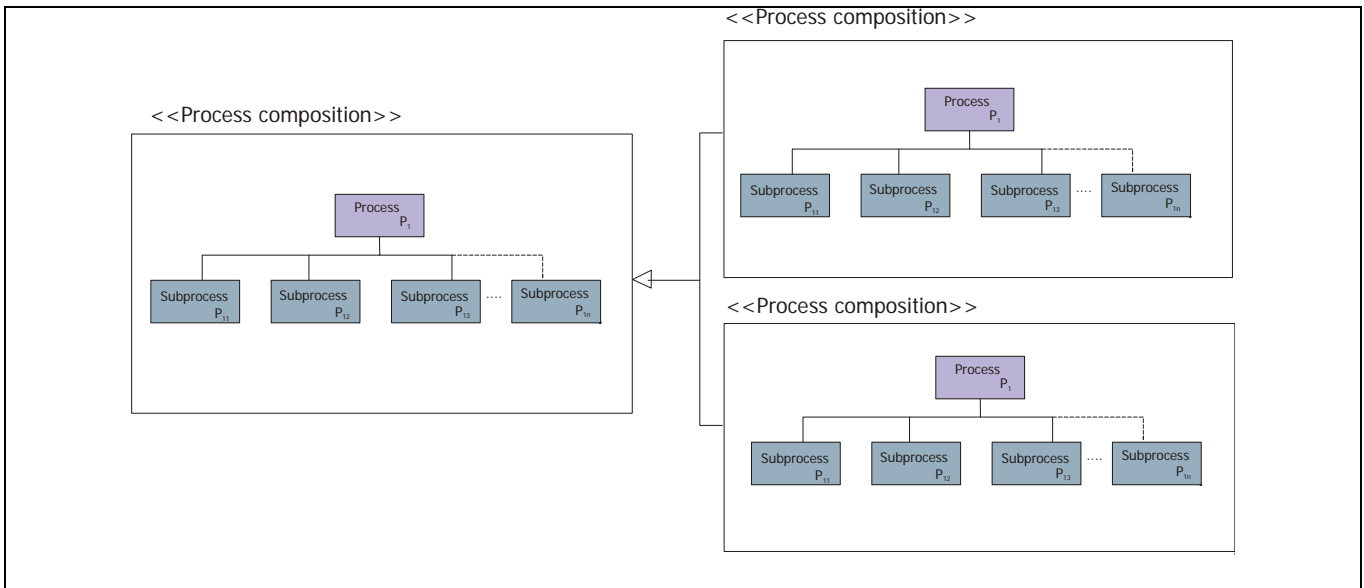 <<Process composition>>
Process
P₁
Subprocess
P₁₁
Subprocess
P₁₂
Subprocess
P₁₃
....
Subprocess
P₁ₙ
<<Process composition>>
Process
P₁
Subprocess
P₁₁
Subprocess
P₁₂
Subprocess
P₁₃
....
Subprocess
P₁ₙ
<<Process composition>>
Process
P₁
Subprocess
P₁₁
Subprocess
P₁₂
Subprocess
P₁₃
....
Subprocess
P₁ₙ